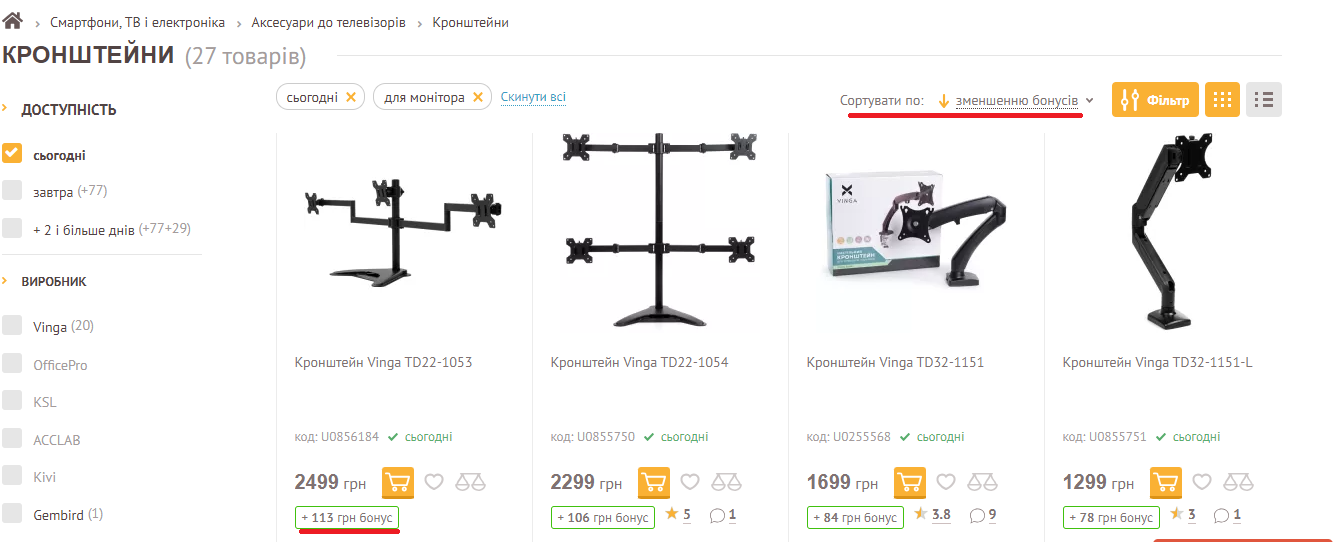 Смартфони, ТВ і електроніка › Аксесуари до телевізорів › Кронштейни
КРОНШТЕЙНИ (27 товарів)
ДОСТУПНІСТЬ
сьогодні
завтра (+77)
+ 2 і більше днів (+77+29)
ВИРОБНИК
Vinga (20)
OfficePro
KSL
ACCLAB
Kivi
Gembird (1)
сьогодні × для монітора × Скинути всі
Сортувати по: зменшенню бонусів
Фільтр
Кронштейн Vinga TD22-1053
код: U0856184 сьогодні
2499 грн
+ 113 грн бонус
Кронштейн Vinga TD22-1054
код: U0855750 сьогодні
2299 грн
+ 106 грн бонус 5 1
VINGA
КРОНШТЕЙН
Кронштейн Vinga TD32-1151
код: U0255568 сьогодні
1699 грн
+ 84 грн бонус 3.8 9
Кронштейн Vinga TD32-1151-L
код: U0855751 сьогодні
1299 грн
+ 78 грн бонус 3 1